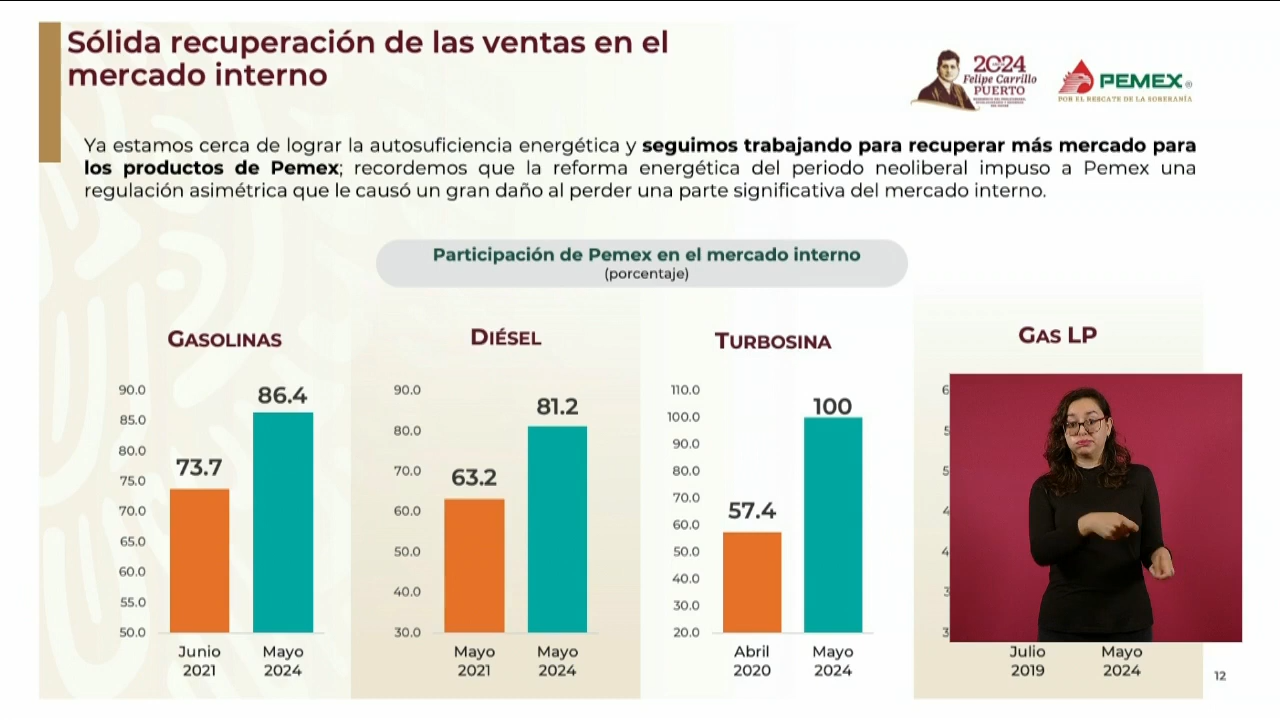 Sólida recuperación de las ventas en el
mercado interno
2024
Felipe Carrillo
PUERTO
PEMEX®
POR EL RESCATE DE LA SOBERANÍA
Ya estamos cerca de lograr la autosuficiencia energética y seguimos trabajando para recuperar más mercado para
los productos de Pemex; recordemos que la reforma energética del periodo neoliberal impuso a Pemex una
regulación asimétrica que le causó un gran daño al perder una parte significativa del mercado interno.
Participación de Pemex en el mercado interno
(porcentaje)
GASOLINAS
90.0
85.0
80.0
75.0
70.0
65.0
60.0
55.0
50.0
73.7
86.4
Junio
2021
Mayo
2024
DIÉSEL
90.0
80.0
70.0
60.0
50.0
40.0
30.0
63.2
81.2
Mayo
2021
Mayo
2024
TURBOSINA
110.0
100.0
90.0
80.0
70.0
60.0
50.0
40.0
30.0
20.0
57.4
100
Abril
2020
Mayo
2024
GAS LP
6
5
5
4
4
3
3
Julio
2019
Mayo
2024
12